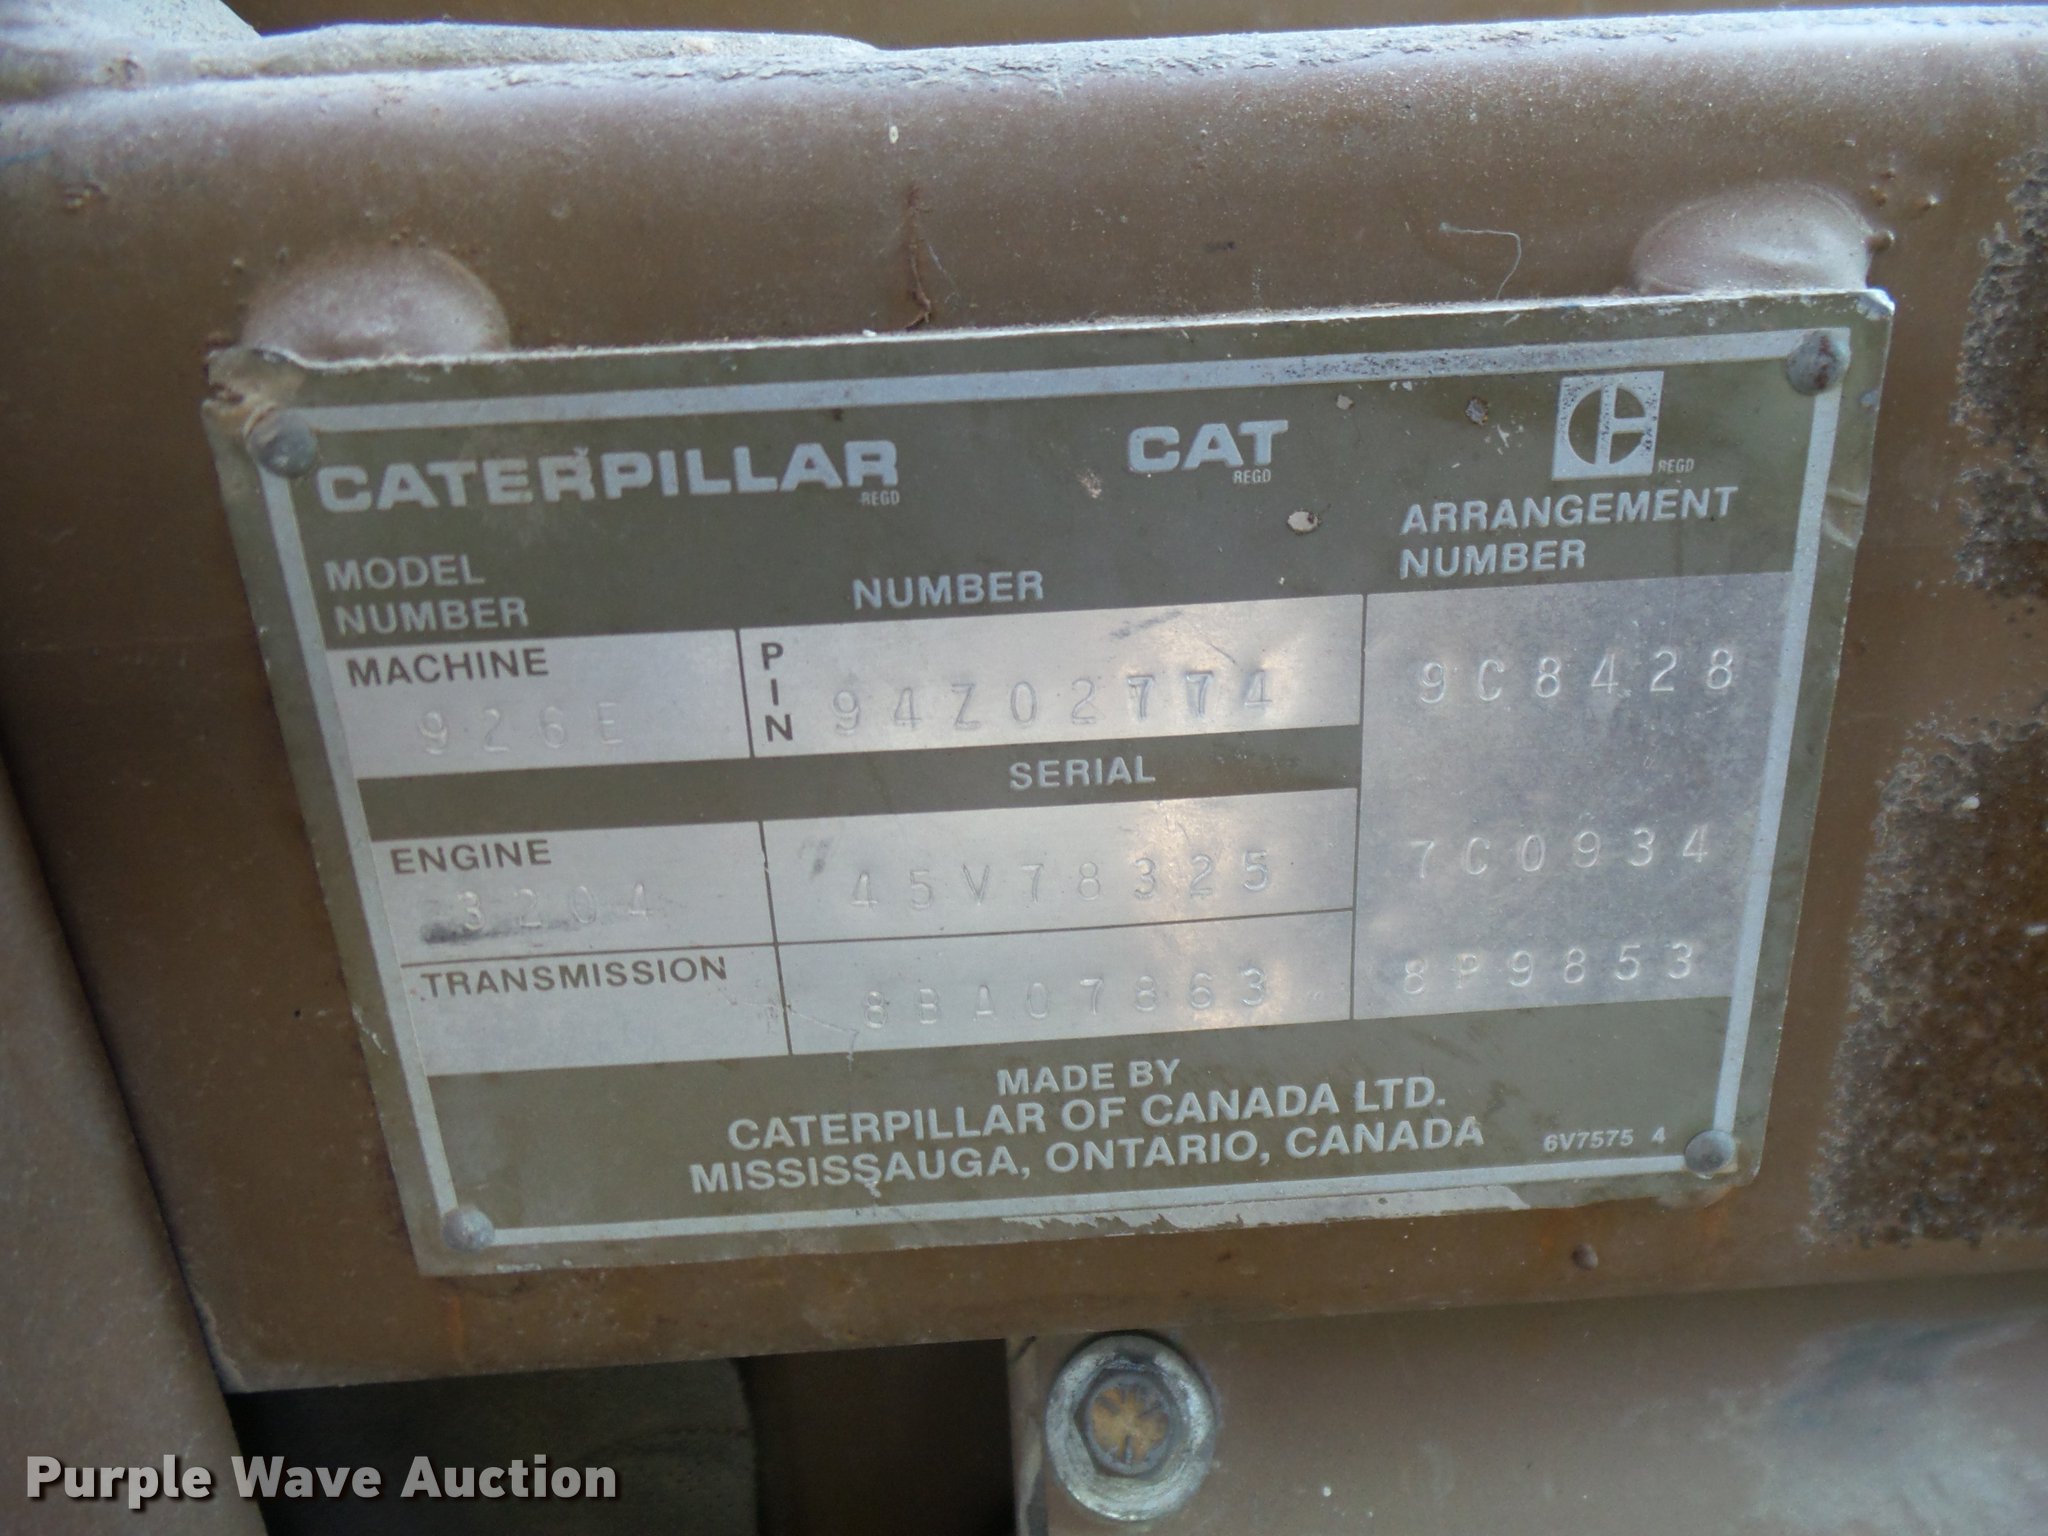 CATERPILLAR REGD CAT REGD REGD
MODEL NUMBER NUMBER ARRANGEMENT NUMBER
MACHINE
926E PIN 94Z02774 9C8428
SERIAL
ENGINE
3204 45V78325 7C0934
TRANSMISSION
8BA07863 8P9853
MADE BY
CATERPILLAR OF CANADA LTD.
MISSISSAUGA, ONTARIO, CANADA 6V7575 4
Purple Wave Auction